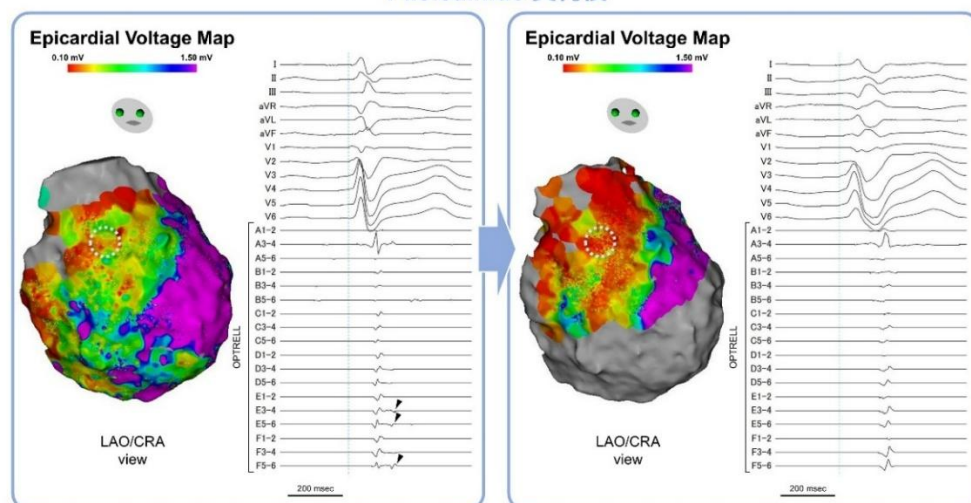 Epicardial Voltage Map
0.10 mV 1.50 mV
I
II
III
aVR
aVL
aVF
V1
V2
V3
V4
V5
V6
A1-2
A3-4
A5-6
B1-2
B3-4
B5-6
C1-2
C3-4
C5-6
D1-2
D3-4
D5-6
E1-2
E3-4
E5-6
F1-2
F3-4
F5-6
OPTRELL
LAO/CRA
view
200 msec
Epicardial Voltage Map
0.10 mV 1.50 mV
I
II
III
aVR
aVL
aVF
V1
V2
V3
V4
V5
V6
A1-2
A3-4
A5-6
B1-2
B3-4
B5-6
C1-2
C3-4
C5-6
D1-2
D3-4
D5-6
E1-2
E3-4
E5-6
F1-2
F3-4
F5-6
OPTRELL
LAO/CRA
view
200 msec